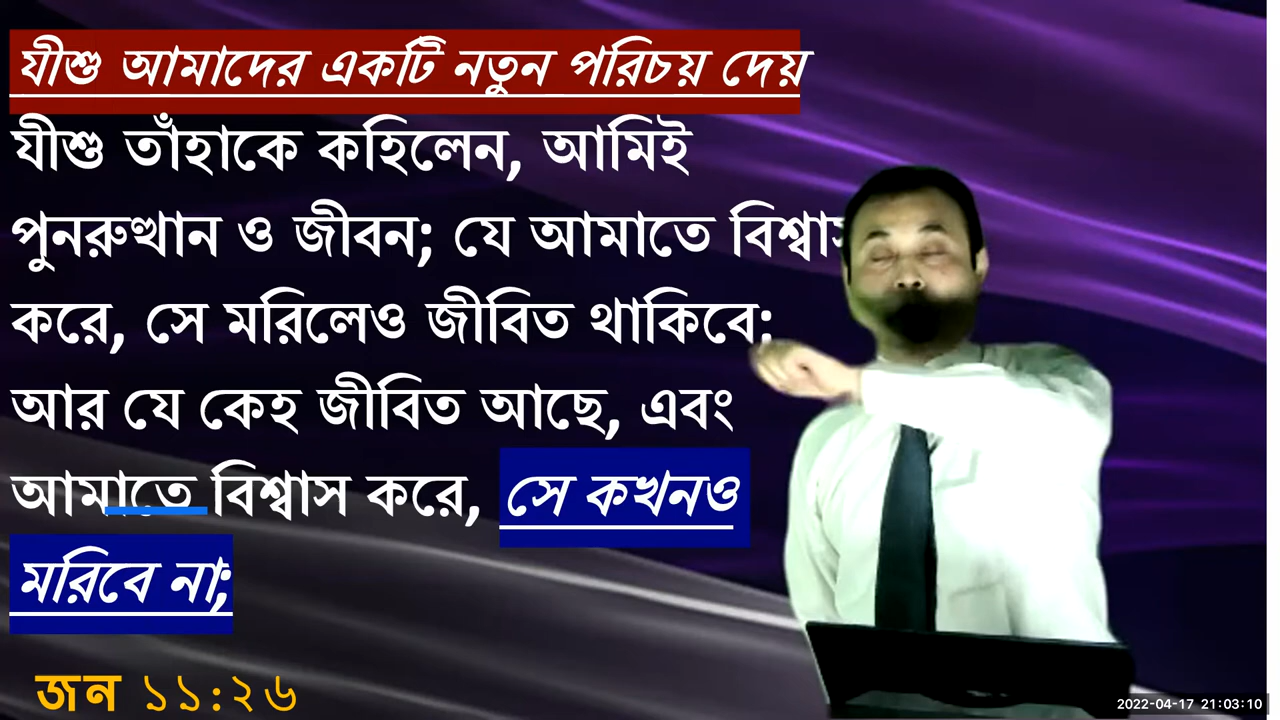 যীশু আমাদের একটি নতুন পরিচয় দেয়
যীশু তাঁহাকে কহিলেন, আমিই
পুনরুত্থান ও জীবন; যে আমাতে
করে, সে মরিলেও জীবিত থাকিবে;
আর যে কেহ জীবিত আছে, এবং
আমাতে বিশ্বাস করে, সে কখনও
মরিবে না;
জন ১১:২৬
2022-04-17 21:03:10